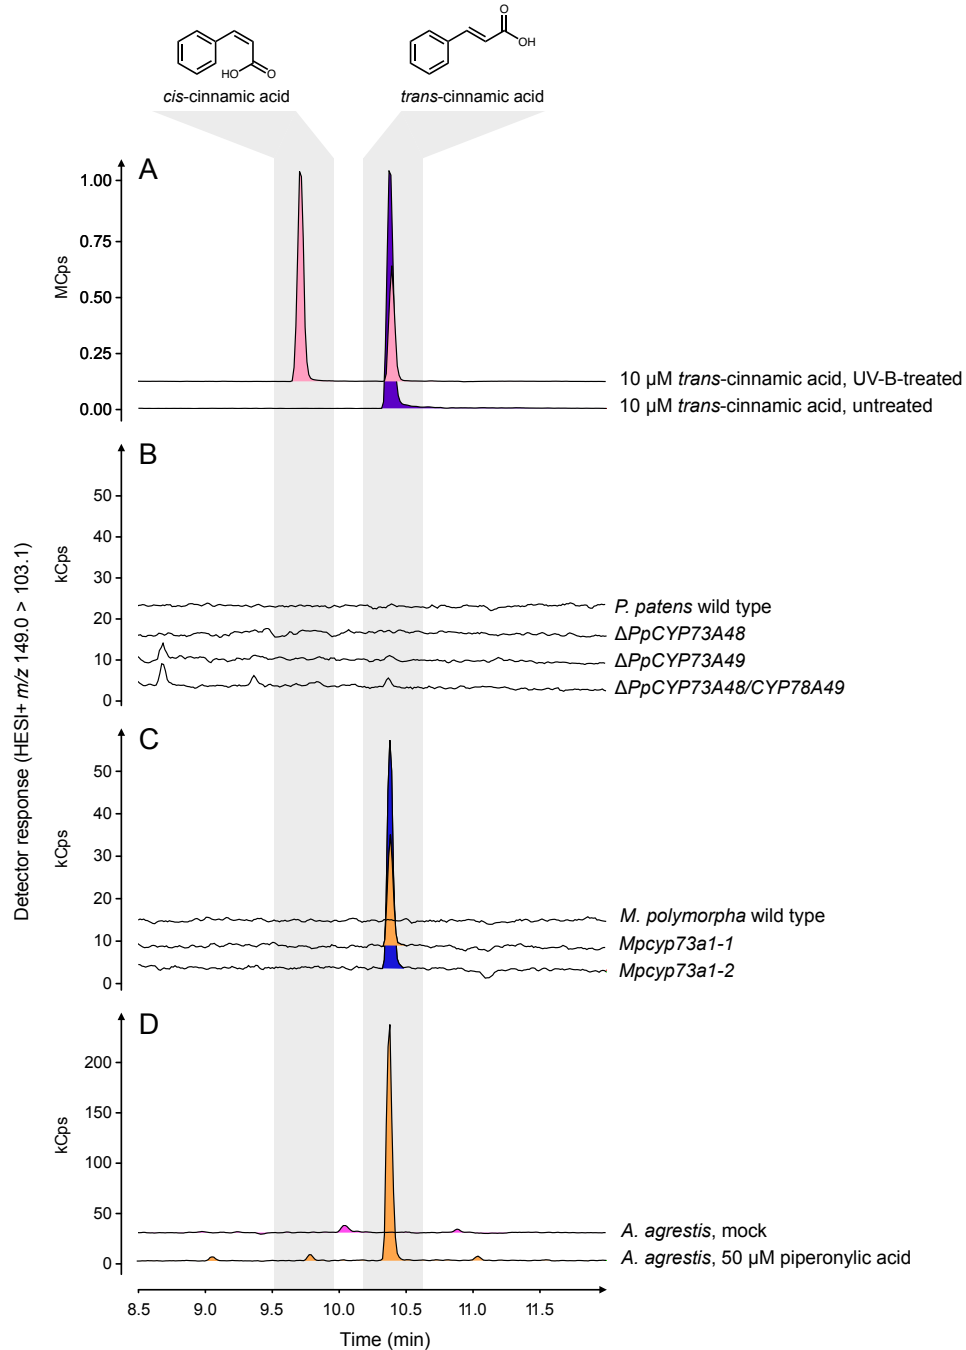 O
OH
HO
O
cis-cinnamic acid
trans-cinnamic acid
A
1.00
0.75
MCps
0.50
0.25
0.00
10 µM trans-cinnamic acid, UV-B-treated
10 µM trans-cinnamic acid, untreated
B
50
40
kCps
30
20
10
0
P. patens wild type
ΔPpCYP73A48
ΔPpCYP73A49
ΔPpCYP73A48/CYP78A49
Detector response (HESI+ m/z 149.0 > 103.1)
C
50
40
kCps
30
20
10
0
M. polymorpha wild type
Mpcyp73a1-1
Mpcyp73a1-2
D
200
150
kCps
100
50
0
A. agrestis, mock
A. agrestis, 50 µM piperonylic acid
8.5 9.0 9.5 10.0 10.5 11.0 11.5
Time (min)